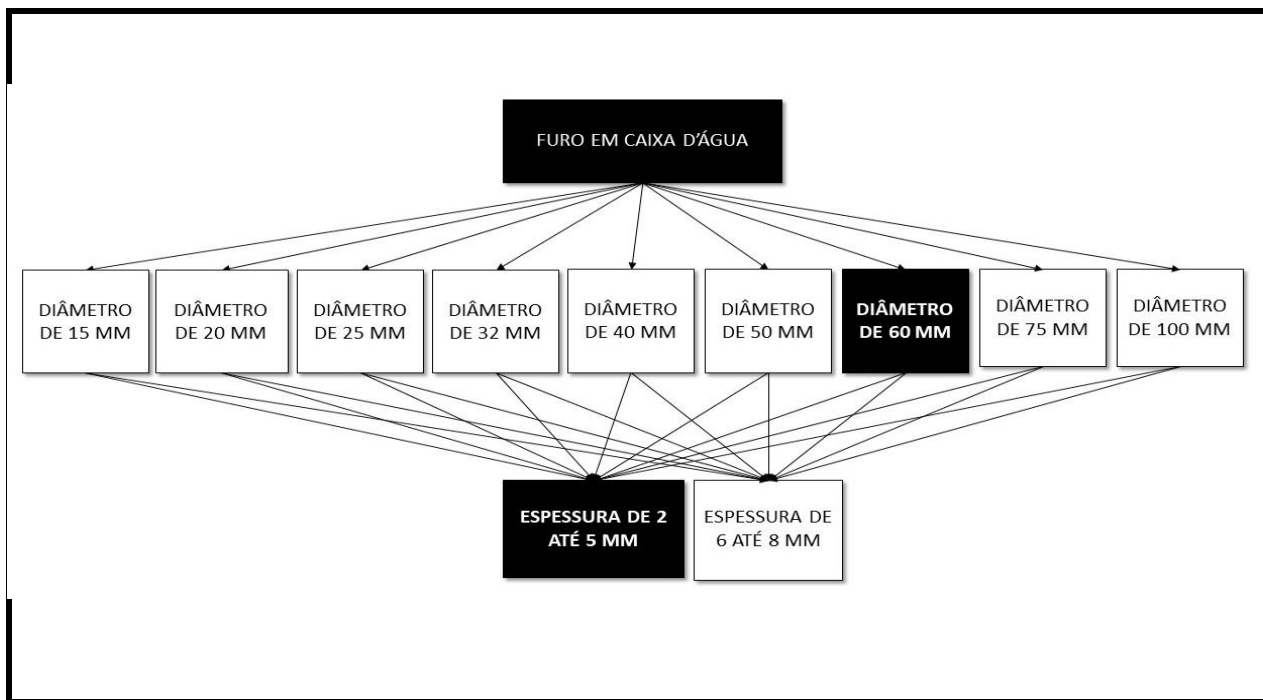 FURO EM CAIXA D’ÁGUA
DIÂMETRO
DE 15 MM
DIÂMETRO
DE 20 MM
DIÂMETRO
DE 25 MM
DIÂMETRO
DE 32 MM
DIÂMETRO
DE 40 MM
DIÂMETRO
DE 50 MM
DIÂMETRO
DE 60 MM
DIÂMETRO
DE 75 MM
DIÂMETRO
DE 100 MM
ESPESSURA DE 2
ATÉ 5 MM
ESPESSURA DE
6 ATÉ 8 MM